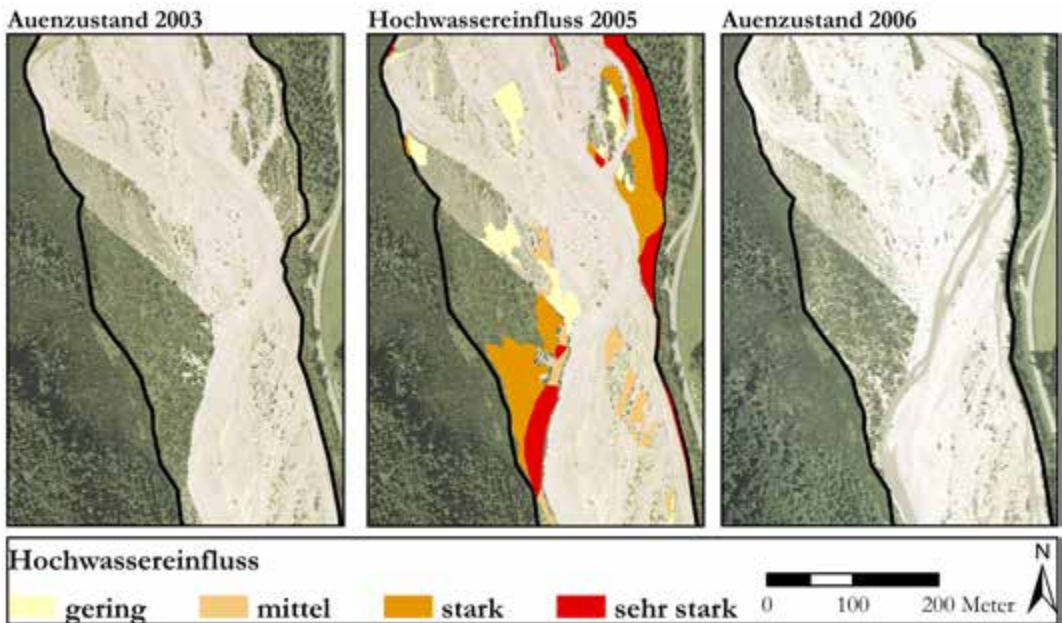 Auenzustand 2003
Hochwassereinfluss 2005
Auenzustand 2006
Hochwassereinfluss
gering mittel stark sehr stark
0 100 200 Meter
N